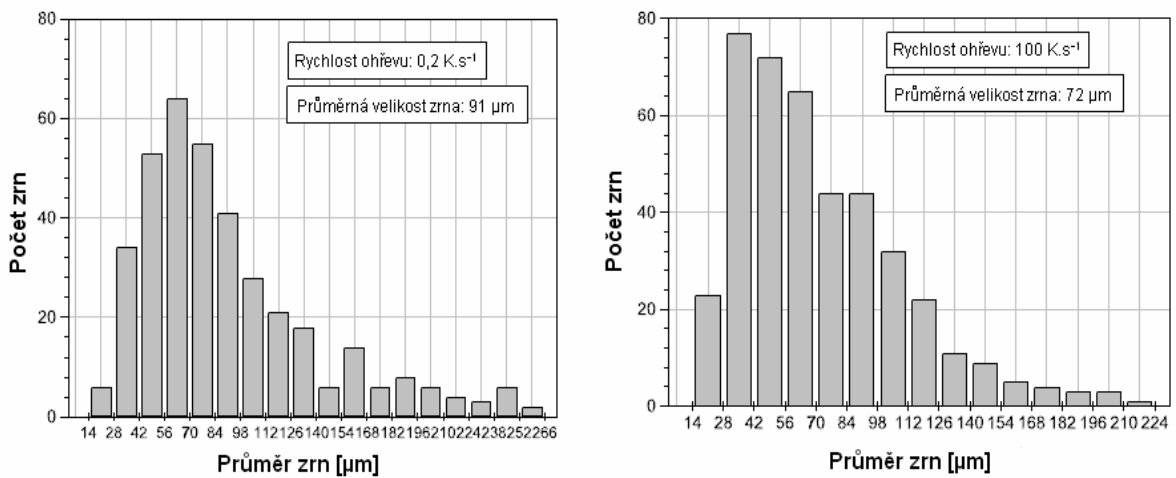 80
60
40
20
0
Počet zrn
Rychlost ohřevu: 0,2 K.s⁻¹
Průměrná velikost zrna: 91 µm
14 28 42 56 70 84 98 112 126 140 154 168 182 196 210 224 238 252 266
Průměr zrn [µm]
80
60
40
20
0
Počet zrn
Rychlost ohřevu: 100 K.s⁻¹
Průměrná velikost zrna: 72 µm
14 28 42 56 70 84 98 112 126 140 154 168 182 196 210 224
Průměr zrn [µm]